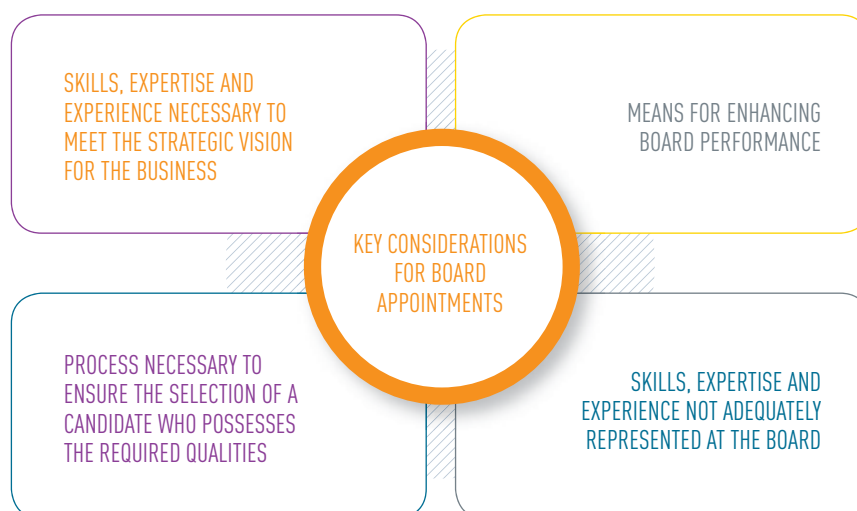 SKILLS, EXPERTISE AND
EXPERIENCE NECESSARY TO
MEET THE STRATEGIC VISION
FOR THE BUSINESS
MEANS FOR ENHANCING
BOARD PERFORMANCE
KEY CONSIDERATIONS
FOR BOARD
APPOINTMENTS
PROCESS NECESSARY TO
ENSURE THE SELECTION OF A
CANDIDATE WHO POSSESSES
THE REQUIRED QUALITIES
SKILLS, EXPERTISE AND
EXPERIENCE NOT ADEQUATELY
REPRESENTED AT THE BOARD